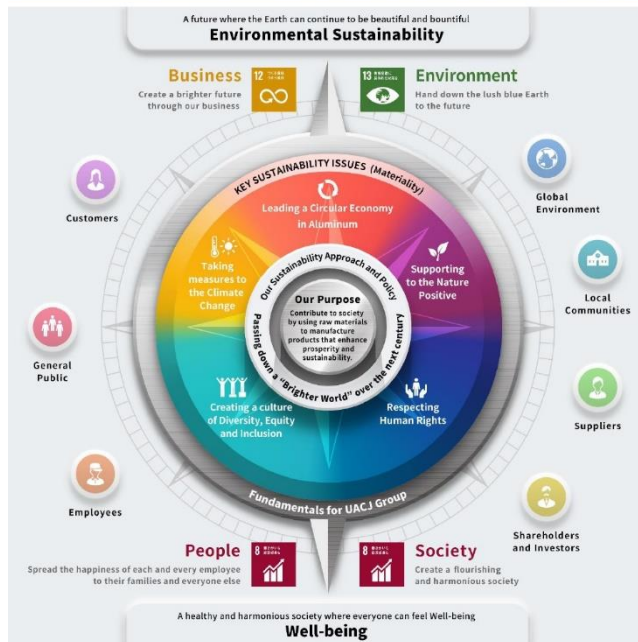 A future where the Earth can continue to be beautiful and bountiful
Environmental Sustainability
Business
Create a brighter future
through our business
12
13
Environment
Hand down the lush blue Earth
to the future
KEY SUSTAINABILITY ISSUES (Materiality)
Leading a Circular Economy
in Aluminum
Customers
Global
Environment
Taking
measures to
the Climate
Change
Supporting
to the Nature
Positive
Our Sustainability Approach and Policy
Our Purpose
Contribute to society
by using raw materials
to manufacture
products that enhance
prosperity and
sustainability.
Passing down a "Brighter World" over the next century
Local
Communities
General
Public
Creating a culture
of Diversity, Equity
and Inclusion
Respecting
Human Rights
Suppliers
Employees
Fundamentals for UACJ Group
Shareholders
and Investors
People
Spread the happiness of each and every employee
to their families and everyone else
8
8
Society
Create a flourishing
and harmonious society
A healthy and harmonious society where everyone can feel Well-being
Well-being